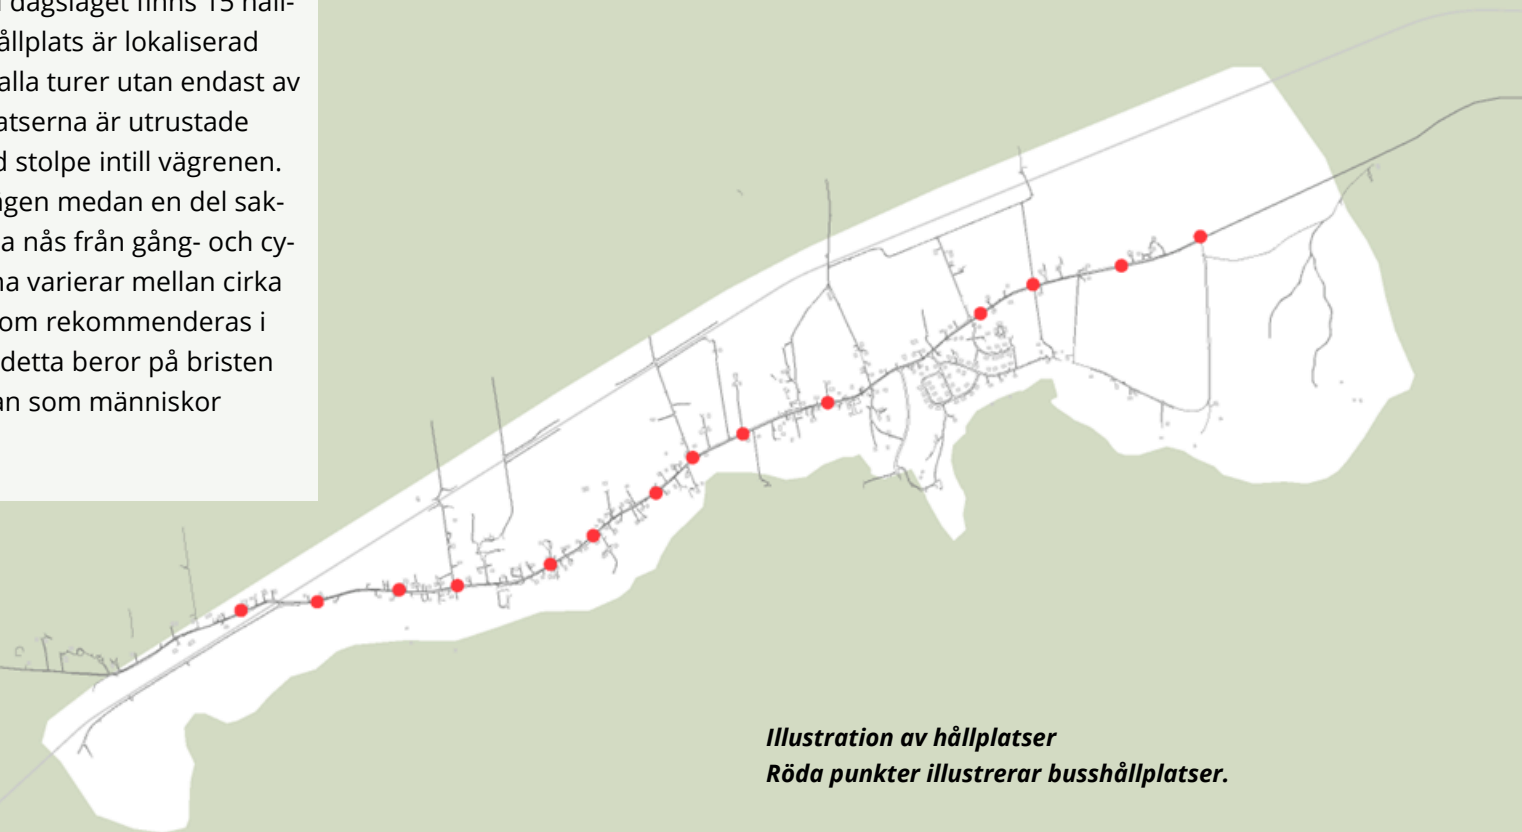 dagsläget finns 15 håll-
ållplats är lokaliserad
alla turer utan endast av
atserna är utrustade
d stolpe intill vägrenen.
ägen medan en del sak-
a nås från gång- och cy-
na varierar mellan cirka
om rekommenderas i
detta beror på bristen
an som människor
Illustration av hållplatser
Röda punkter illustrerar busshållplatser.